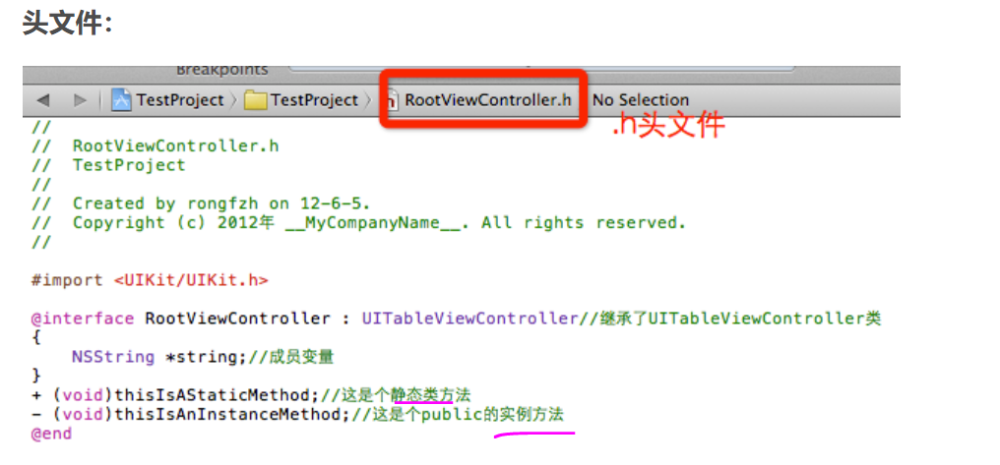 头文件：
Breakpoints
TestProject
TestProject
RootViewController.h
No Selection
.h头文件
//
// RootViewController.h
// TestProject
//
// Created by rongfzh on 12-6-5.
// Copyright (c) 2012年 __MyCompanyName__. All rights reserved.
//
#import <UIKit/UIKit.h>
@interface RootViewController : UITableViewController//继承了UITableViewController类
{
NSString *string;//成员变量
}
+ (void)thisIsAStaticMethod;//这是个静态类方法
- (void)thisIsAnInstanceMethod;//这是个public的实例方法
@end